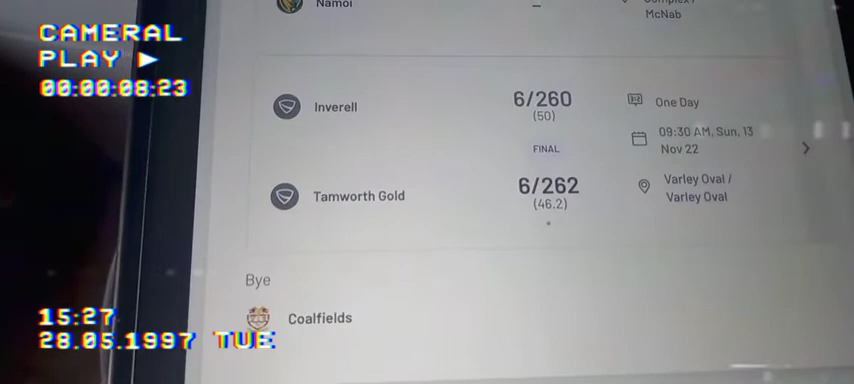 Namoi
–
McNab
CAMERAL
PLAY ▶
00:00:08:23
Inverell
6/260
(50)
One Day
FINAL
09:30 AM, Sun, 13
Nov 22
Tamworth Gold
6/262
(46.2)
Varley Oval /
Varley Oval
Bye
Coalfields
15:27
28.05.1997 TUE